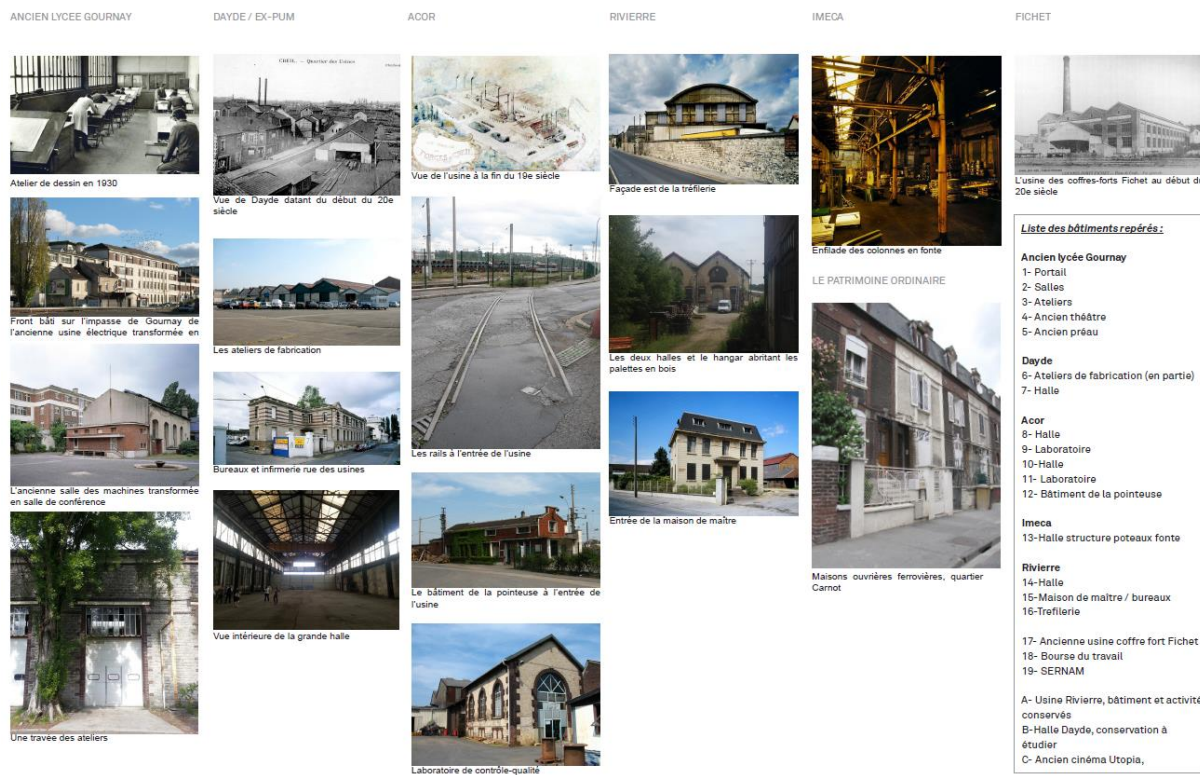 ANCIEN LYCEE GOURNAY
Atelier de dessin en 1930
Front bâti sur l'impasse de Gournay de
l'ancienne usine électrique transformée en
L'ancienne salle des machines transformée
en salle de conférence
Une travée des ateliers
DAYDE / EX-PUM
CREIL. - Quartier des Usines
Vue de Dayde datant du début du 20e
siècle
Les ateliers de fabrication
Bureaux et infirmerie rue des usines
Vue intérieure de la grande halle
ACOR
Vue de l'usine à la fin du 19e siècle
Les rails à l'entrée de l'usine
Le bâtiment de la pointeuse à l'entrée de
l'usine
Laboratoire de contrôle-qualité
RIVIERRE
Façade est de la tréfilerie
Les deux halles et le hangar abritant les
palettes en bois
Entrée de la maison de maître
IMECA
Enfilade des colonnes en fonte
LE PATRIMOINE ORDINAIRE
Maisons ouvrières ferrovières, quartier
Carnot
FICHET
L'usine des coffres-forts Fichet au début du
20e siècle
Liste des bâtiments repérés :
Ancien lycée Gournay
1- Portail
2- Salles
3- Ateliers
4- Ancien théâtre
5- Ancien préau
Dayde
6- Ateliers de fabrication (en partie)
7- Halle
Acor
8- Halle
9- Laboratoire
10-Halle
11- Laboratoire
12- Bâtiment de la pointeuse
Imeca
13-Halle structure poteaux fonte
Rivierre
14-Halle
15-Maison de maître / bureaux
16-Trefilerie
17- Ancienne usine coffre fort Fichet
18- Bourse du travail
19- SERNAM
A- Usine Rivierre, bâtiment et activité
conservés
B-Halle Dayde, conservation à
étudier
C- Ancien cinéma Utopia,